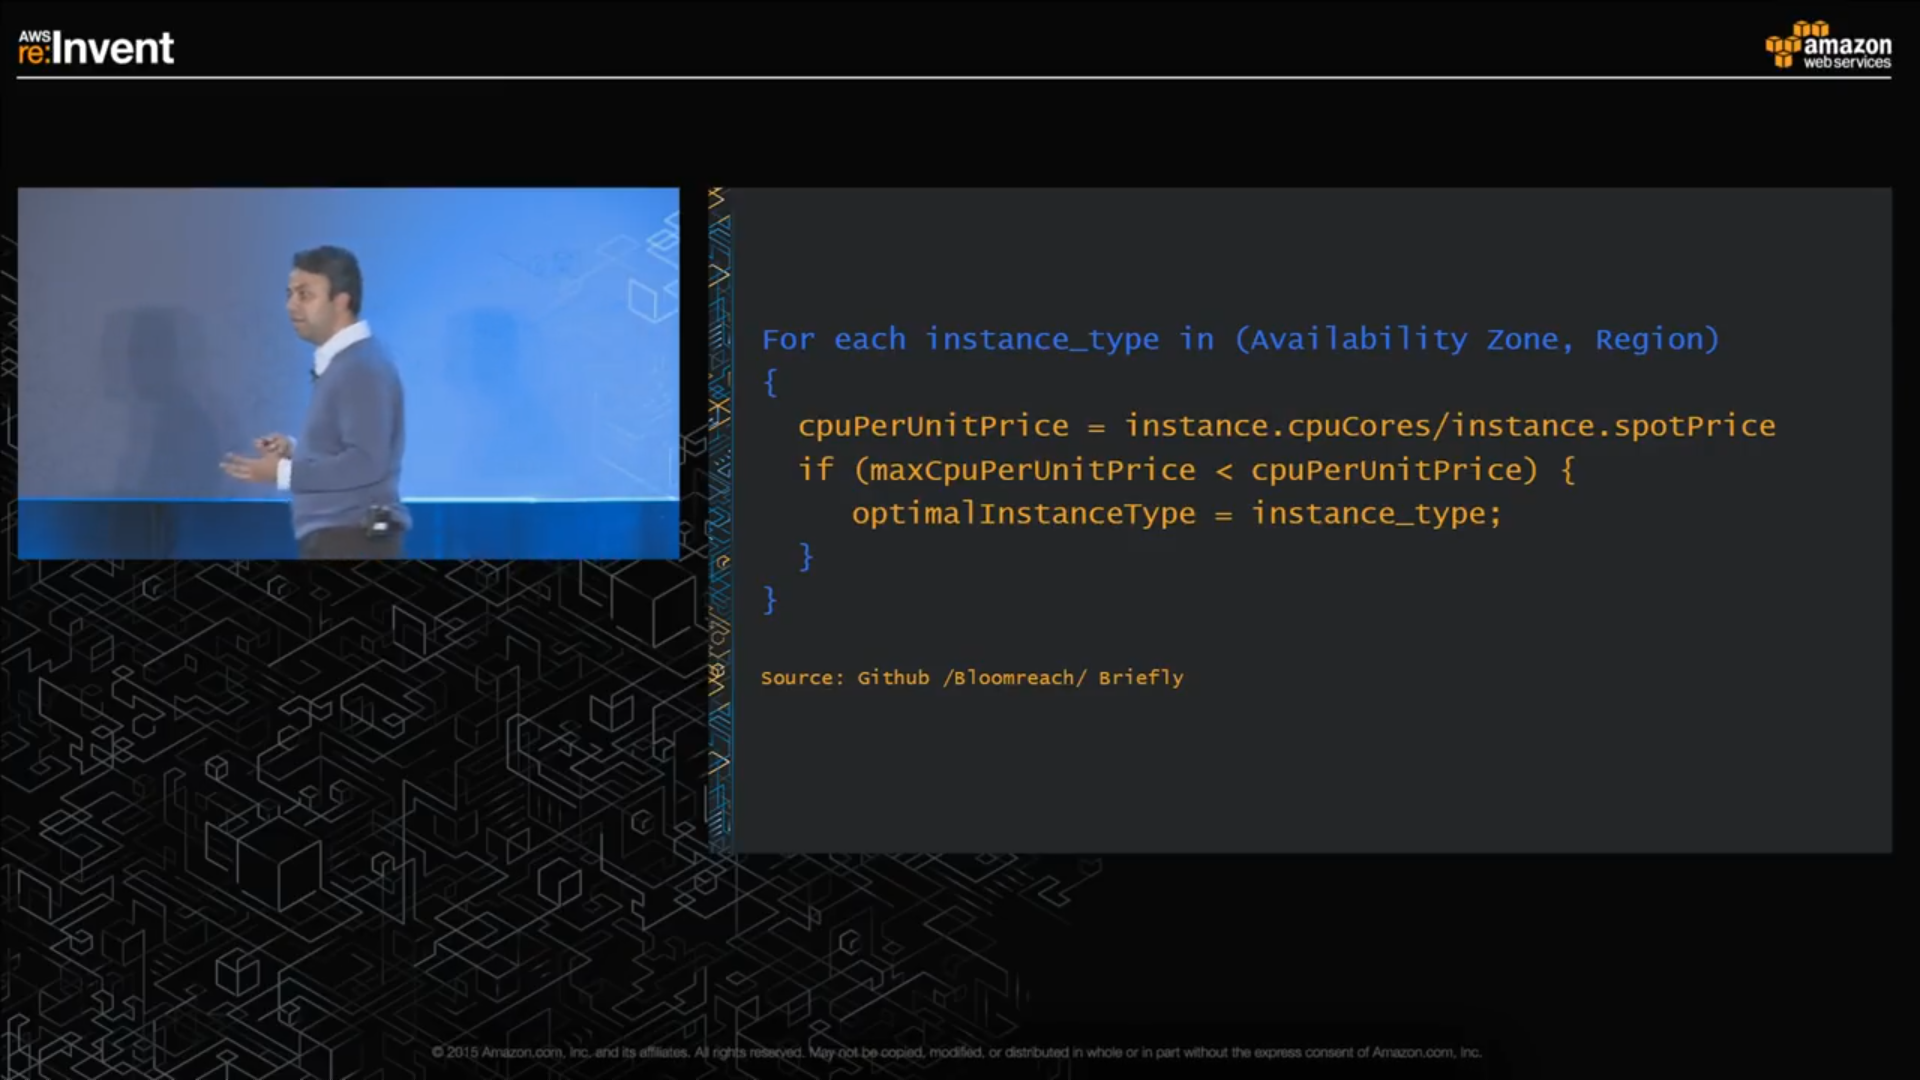 AWS
re:Invent
amazon
web services
For each instance_type in (Availability Zone, Region)
{
cpuPerUnitPrice = instance.cpuCores/instance.spotPrice
if (maxCpuPerUnitPrice < cpuPerUnitPrice) {
optimalInstanceType = instance_type;
}
}
Source: Github /Bloomreach/ Briefly
© 2015 Amazon.com, Inc. and its affiliates. All rights reserved. May not be copied, modified, or distributed in whole or in part without the express consent of Amazon.com, Inc.